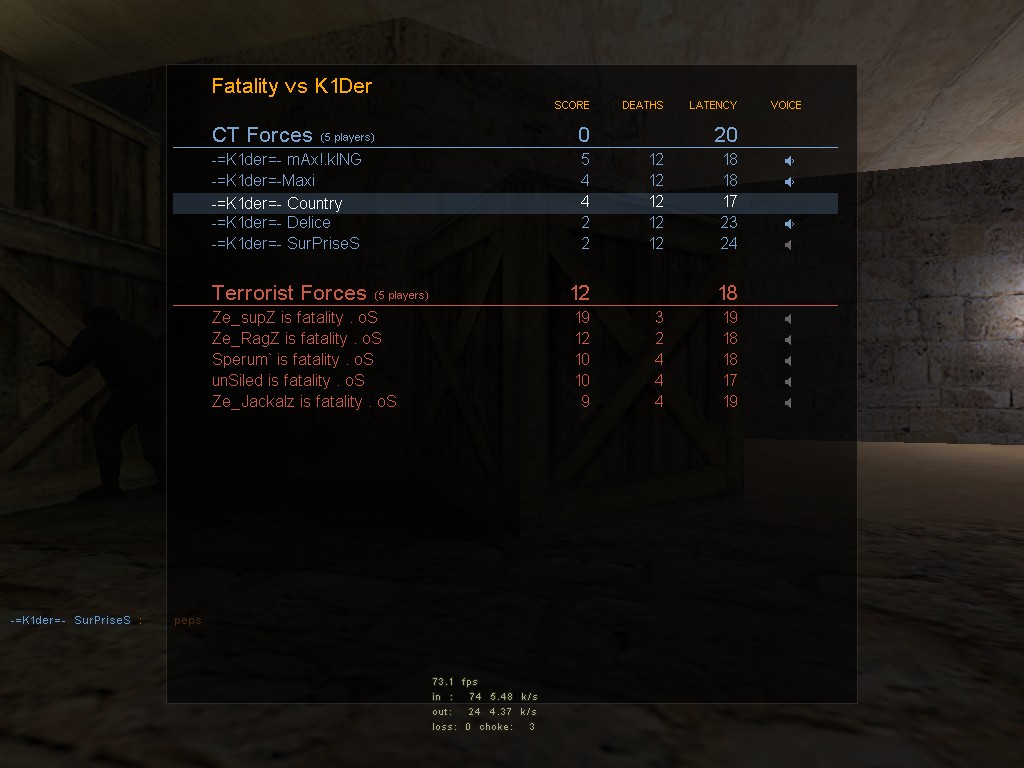 Fatality vs K1Der
SCORE DEATHS LATENCY VOICE
CT Forces (5 players) 0 20
-=K1der=- mAx!.kING 5 12 18
-=K1der=-Maxi 4 12 18
-=K1der=- Country 4 12 17
-=K1der=- Delice 2 12 23
-=K1der=- SurPriseS 2 12 24
Terrorist Forces (5 players) 12 18
Ze_supZ is fatality . oS 19 3 19
Ze_RagZ is fatality . oS 12 2 18
Sperum` is fatality . oS 10 4 18
unSiled is fatality . oS 10 4 17
Ze_Jackalz is fatality . oS 9 4 19
-=K1der=- SurPriseS : peps
73.1 fps
in : 74 5.48 k/s
out: 24 4.37 k/s
loss: 0 choke: 3